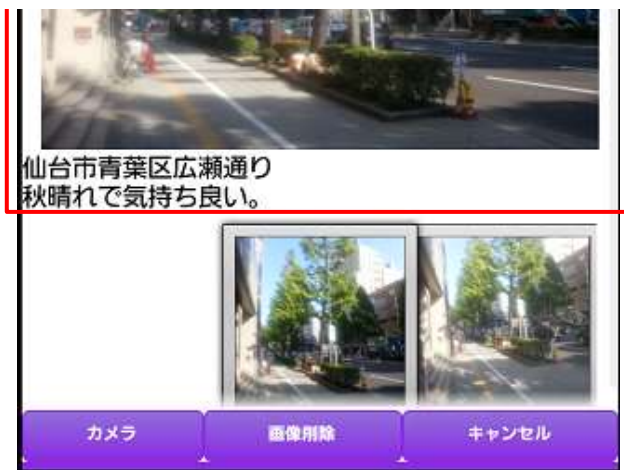 仙台市青葉区広瀬通り
秋晴れで気持ち良い。
カメラ
画像削除
キャンセル